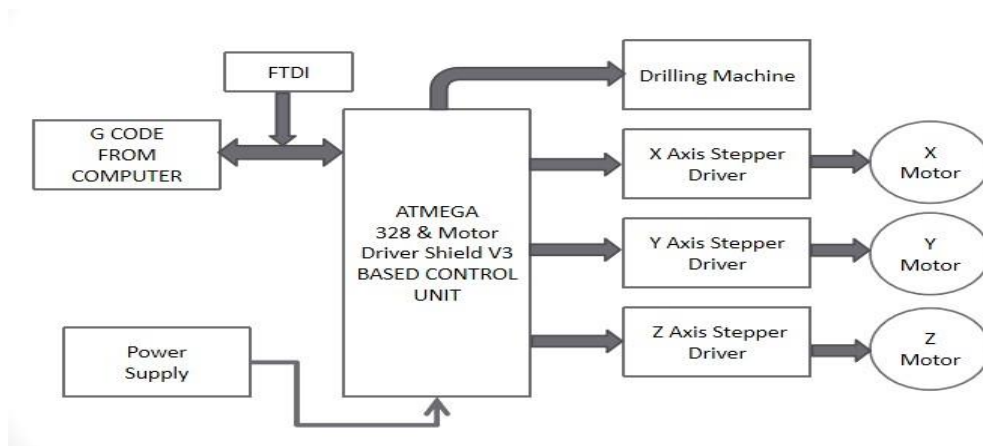 FTDI
Drilling Machine
G CODE
FROM
COMPUTER
X Axis Stepper
Driver
X
Motor
ATMEGA
328 & Motor
Driver Shield V3
BASED CONTROL
UNIT
Y Axis Stepper
Driver
Y
Motor
Z Axis Stepper
Driver
Z
Motor
Power
Supply